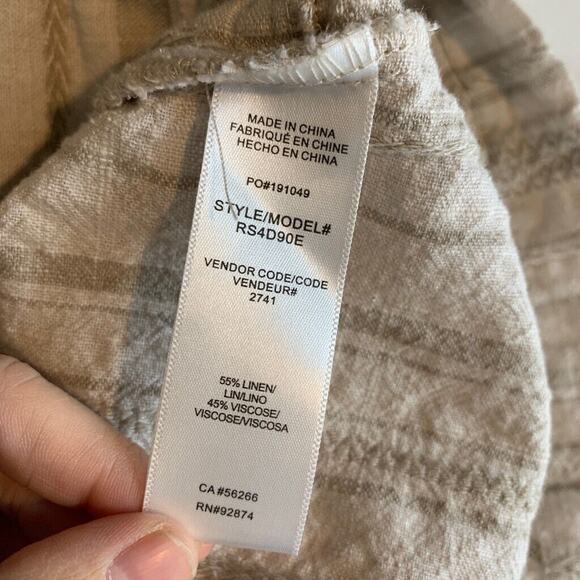 MADE IN CHINA
FABRIQUÉ EN CHINE
HECHO EN CHINA
PO#191049
STYLE/MODEL#
RS4D90E
VENDOR CODE/CODE
VENDEUR#
2741
55% LINEN/
LIN/LINO
45% VISCOSE/
VISCOSE/VISCOSA
CA#56266
RN#92874